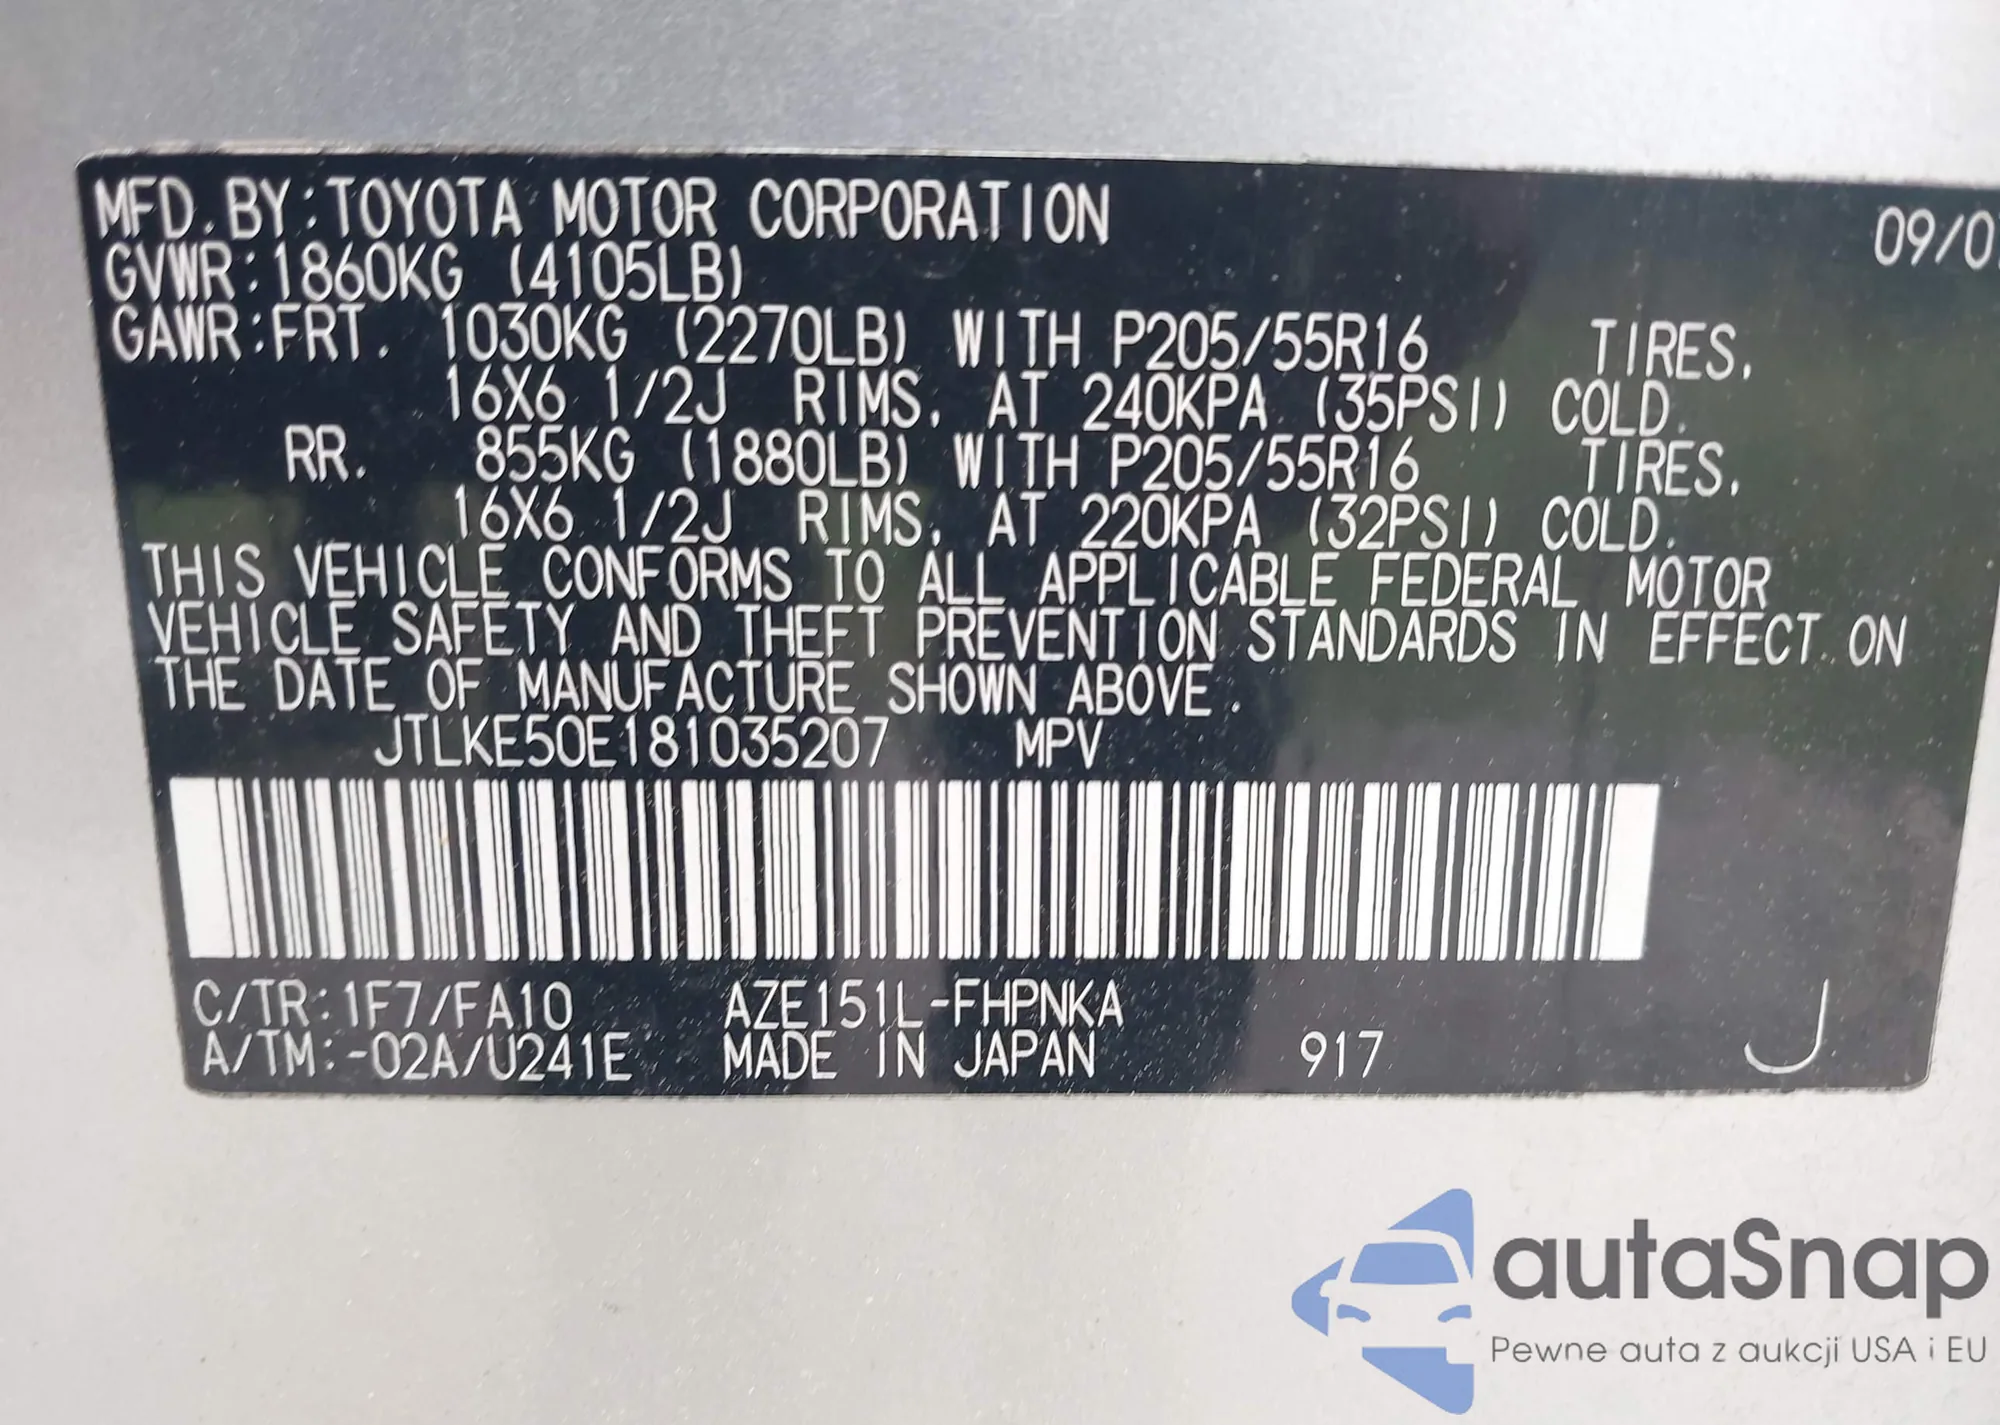 MFD. BY: TOYOTA MOTOR CORPORATION 09/07
GVWR: 1860KG (4105LB)
GAWR: FRT. 1030KG (2270LB) WITH P205/55R16 TIRES,
16X6 1/2J RIMS, AT 240KPA (35PSI) COLD.
RR. 855KG (1880LB) WITH P205/55R16 TIRES,
16X6 1/2J RIMS, AT 220KPA (32PSI) COLD.
THIS VEHICLE CONFORMS TO ALL APPLICABLE FEDERAL MOTOR
VEHICLE SAFETY AND THEFT PREVENTION STANDARDS IN EFFECT ON
THE DATE OF MANUFACTURE SHOWN ABOVE.
JTLKE50E181035207 MPV
C/TR: 1F7/FA10 AZE151L-FHPNKA
A/TM: -02A/U241E MADE IN JAPAN 917 J
autaSnap
Pewne auta z aukcji USA i EU